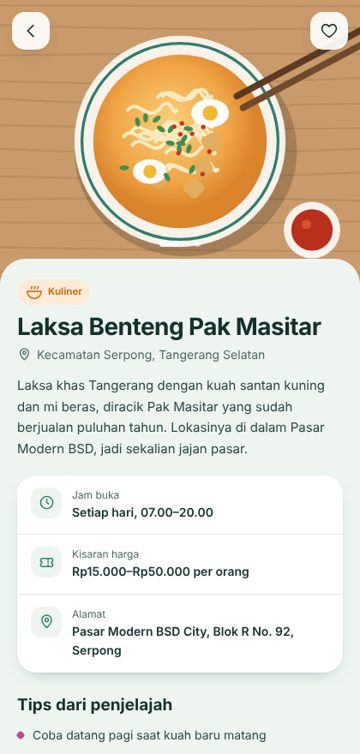 Kuliner
Laksa Benteng Pak Masitar
Kecamatan Serpong, Tangerang Selatan
Laksa khas Tangerang dengan kuah santan kuning
dan mi beras, diracik Pak Masitar yang sudah
berjualan puluhan tahun. Lokasinya di dalam Pasar
Modern BSD, jadi sekalian jajan pasar.
Jam buka
Setiap hari, 07.00–20.00
Kisaran harga
Rp15.000–Rp50.000 per orang
Alamat
Pasar Modern BSD City, Blok R No. 92,
Serpong
Tips dari penjelajah
Coba datang pagi saat kuah baru matang